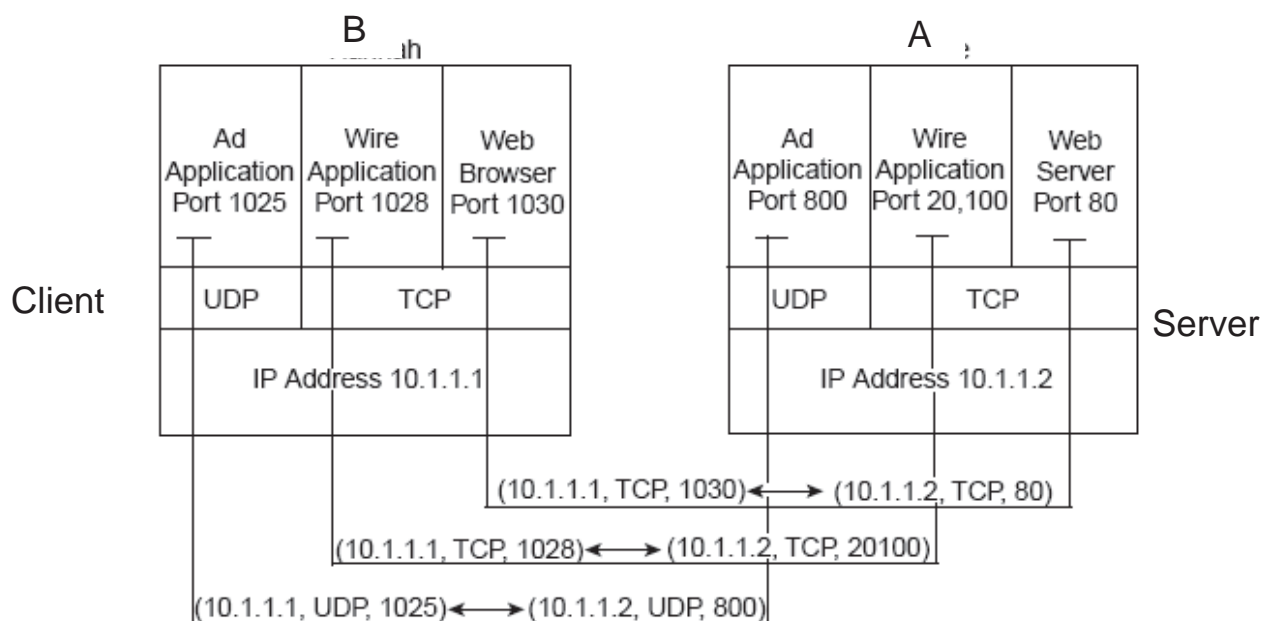 B
A
Ad
Application
Port 1025
Wire
Application
Port 1028
Web
Browser
Port 1030
Ad
Application
Port 800
Wire
Application
Port 20,100
Web
Server
Port 80
Client
UDP
TCP
UDP
TCP
Server
IP Address 10.1.1.1
IP Address 10.1.1.2
(10.1.1.1, TCP, 1030)
(10.1.1.2, TCP, 80)
(10.1.1.1, TCP, 1028)
(10.1.1.2, TCP, 20100)
(10.1.1.1, UDP, 1025)
(10.1.1.2, UDP, 800)